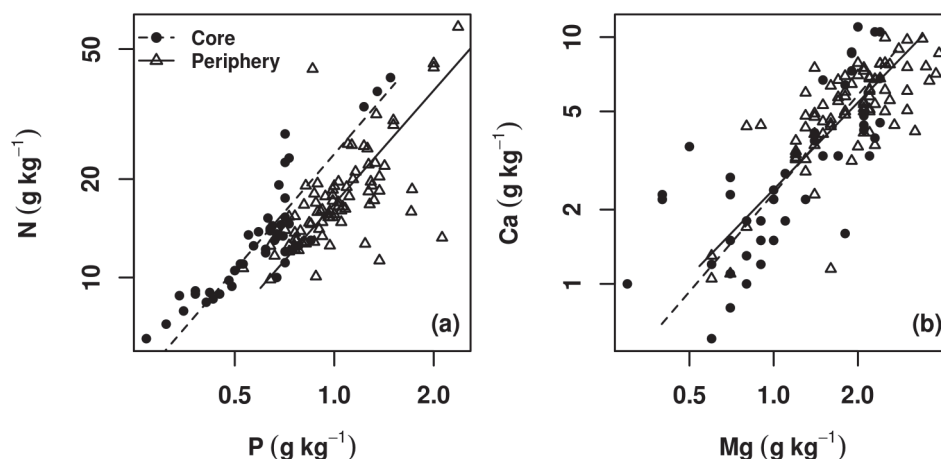 50
20
10
N (g kg⁻¹)
Core
Periphery
(a)
0.5 1.0 2.0
P (g kg⁻¹)
10
5
2
1
Ca (g kg⁻¹)
(b)
0.5 1.0 2.0
Mg (g kg⁻¹)